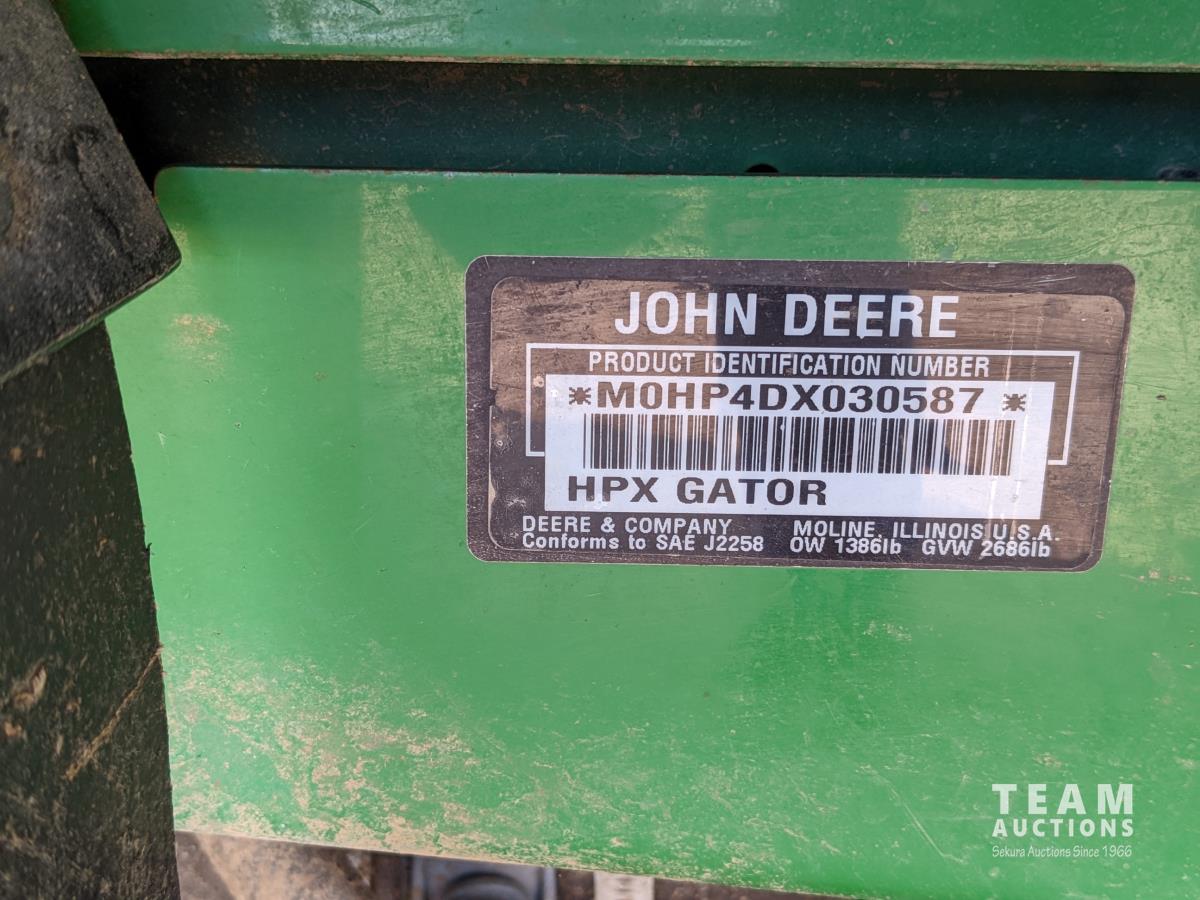 JOHN DEERE
PRODUCT IDENTIFICATION NUMBER
*M0HP4DX030587*
HPX GATOR
DEERE & COMPANY MOLINE, ILLINOIS U.S.A.
Conforms to SAE J2258 OW 1386lb GVW 2686lb
TEAM
AUCTIONS
Sekura Auctions Since 1966